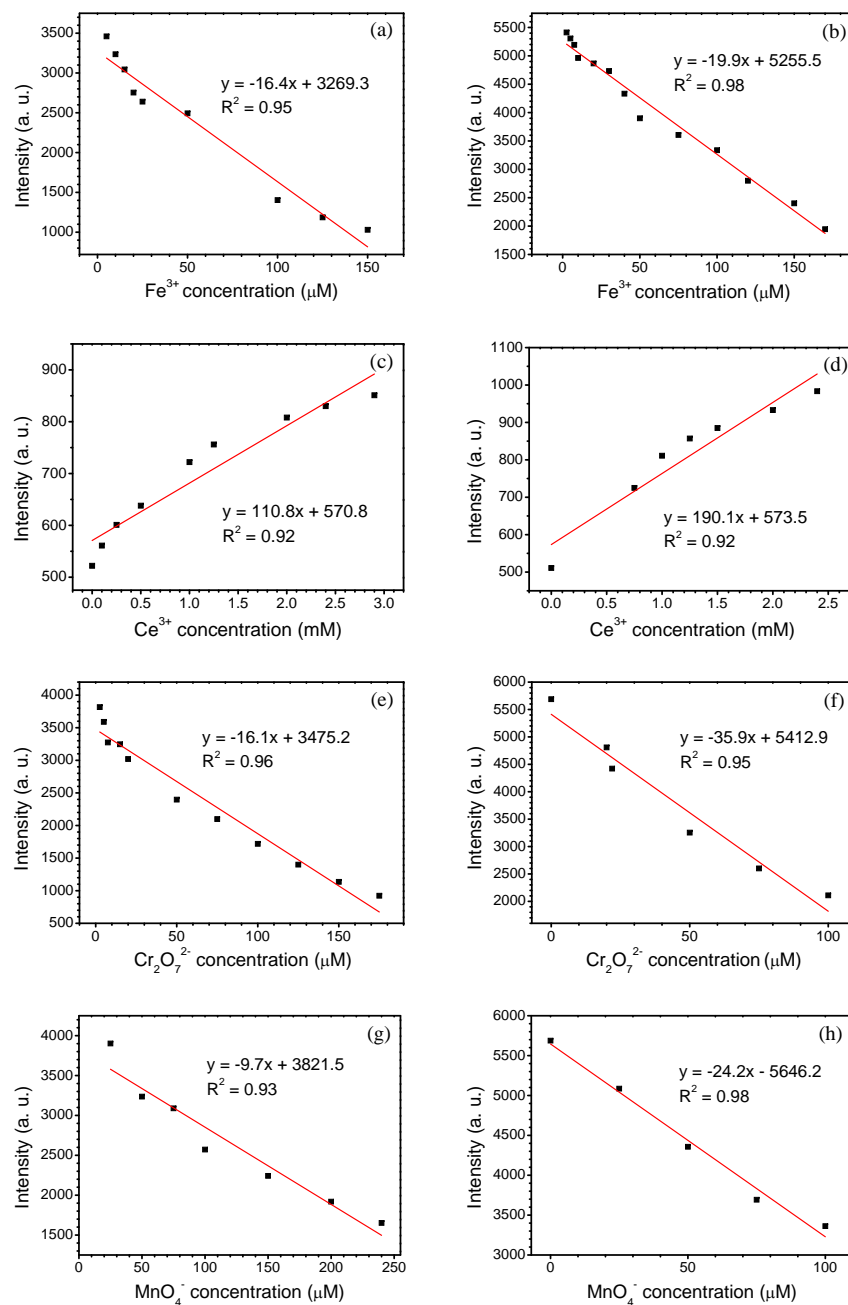 (a)
y = -16.4x + 3269.3
R² = 0.95
Intensity (a. u.)
3500
3000
2500
2000
1500
1000
0 50 100 150
Fe³⁺ concentration (μM)
(b)
y = -19.9x + 5255.5
R² = 0.98
Intensity (a. u.)
5500
5000
4500
4000
3500
3000
2500
2000
1500
0 50 100 150
Fe³⁺ concentration (μM)
(c)
y = 110.8x + 570.8
R² = 0.92
Intensity (a. u.)
900
800
700
600
500
0.0 0.5 1.0 1.5 2.0 2.5 3.0
Ce³⁺ concentration (mM)
(d)
y = 190.1x + 573.5
R² = 0.92
Intensity (a. u.)
1100
1000
900
800
700
600
500
0.0 0.5 1.0 1.5 2.0 2.5
Ce³⁺ concentration (mM)
(e)
y = -16.1x + 3475.2
R² = 0.96
Intensity (a. u.)
4000
3500
3000
2500
2000
1500
1000
500
0 50 100 150
Cr₂O₇²⁻ concentration (μM)
(f)
y = -35.9x + 5412.9
R² = 0.95
Intensity (a. u.)
6000
5500
5000
4500
4000
3500
3000
2500
2000
0 50 100
Cr₂O₇²⁻ concentration (μM)
(g)
y = -9.7x + 3821.5
R² = 0.93
Intensity (a. u.)
4000
3500
3000
2500
2000
1500
0 50 100 150 200 250
MnO₄⁻ concentration (μM)
(h)
y = -24.2x - 5646.2
R² = 0.98
Intensity (a. u.)
6000
5500
5000
4500
4000
3500
3000
0 50 100
MnO₄⁻ concentration (μM)